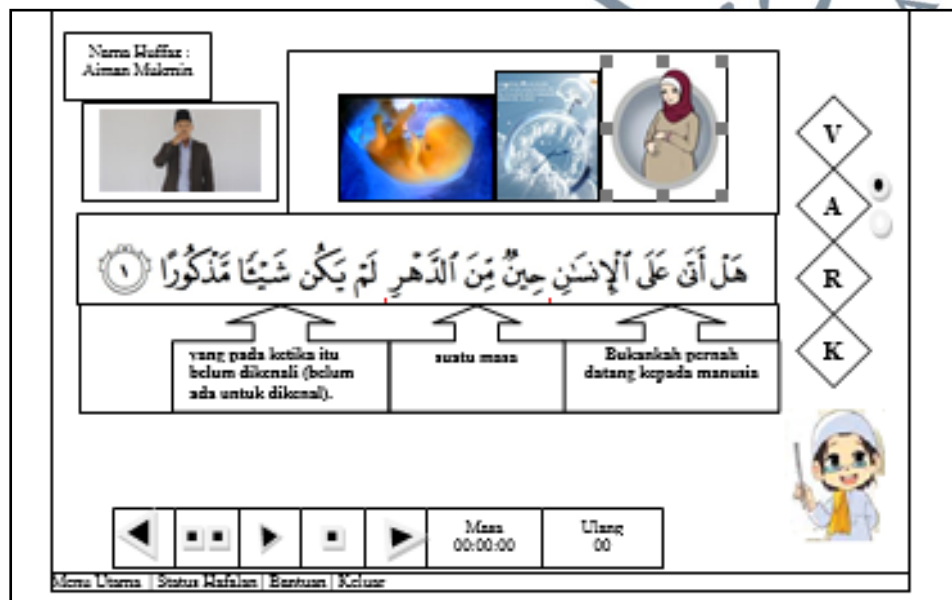 Nama Huffaz :
Aiman Mukmin
V
A
R
K
هَلْ أَتَىٰ عَلَى ٱلْإِنسَـٰنِ حِينٌ مِّنَ ٱلدَّهْرِ لَمْ يَكُن شَيْـًٔا مَّذْكُورًا ١
yang pada ketika itu
belum dikenali (belum
ada untuk dikenal).
suatu masa
Bukankah pernah
datang kepada manusia
Masa
00:00:00
Ulang
00
Menu Utama | Status Hafalan | Bantuan | Keluar